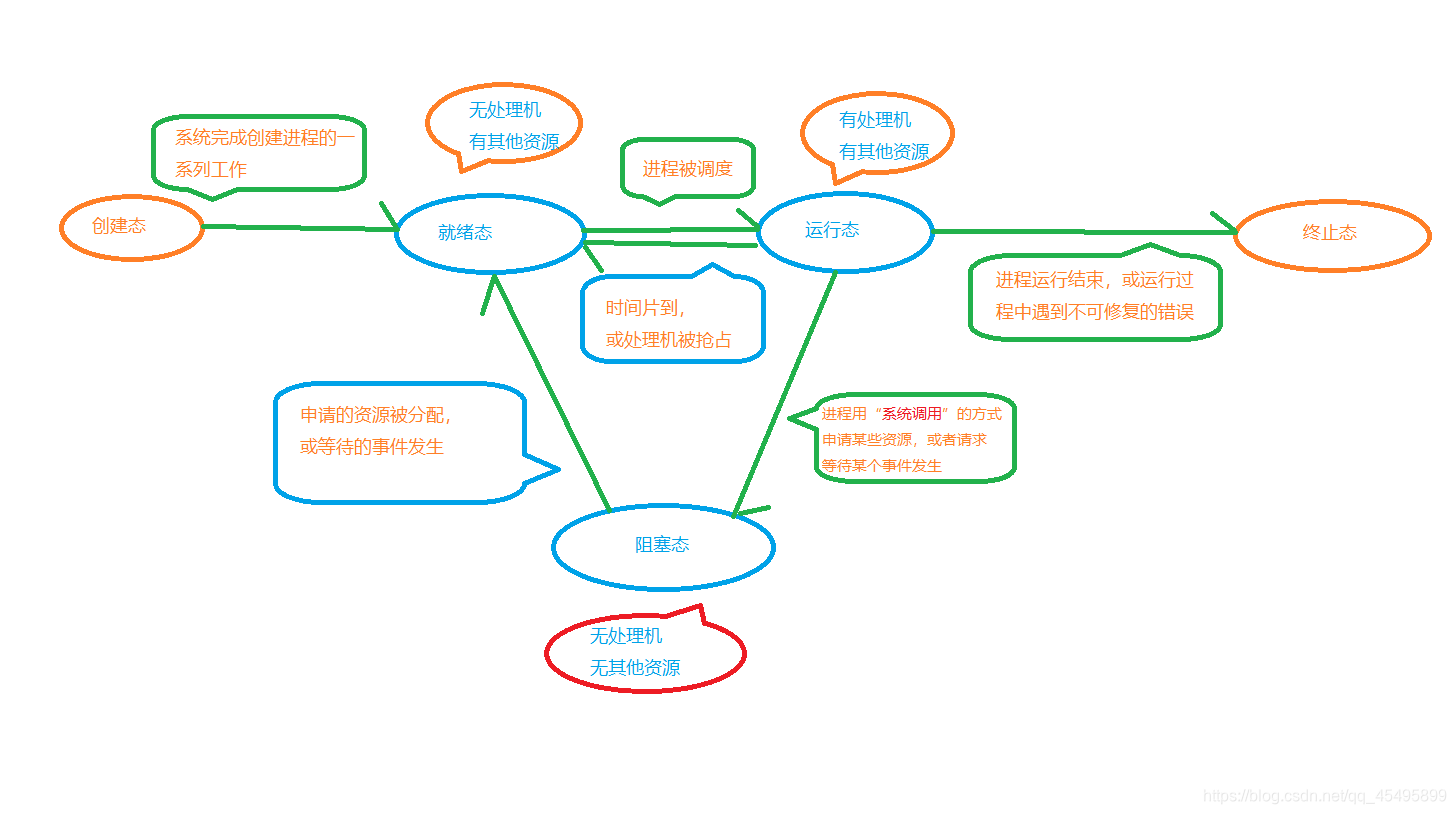 无处理机
有其他资源
有处理机
有其他资源
系统完成创建进程的一
系列工作
进程被调度
创建态
就绪态
运行态
终止态
时间片到，
或处理机被抢占
进程运行结束，或运行过
程中遇到不可修复的错误
申请的资源被分配，
或等待的事件发生
进程用“系统调用”的方式
申请某些资源，或者请求
等待某个事件发生
阻塞态
无处理机
无其他资源
https://blog.csdn.net/qq_45495899